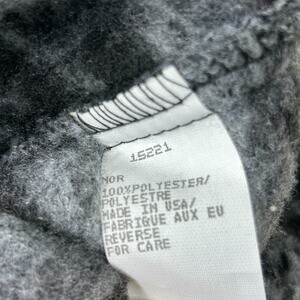 15221
NOR
100%POLYESTER/
POLYESTRE
MADE IN USA/
FABRIQUE AUX EU
REVERSE
FOR CARE